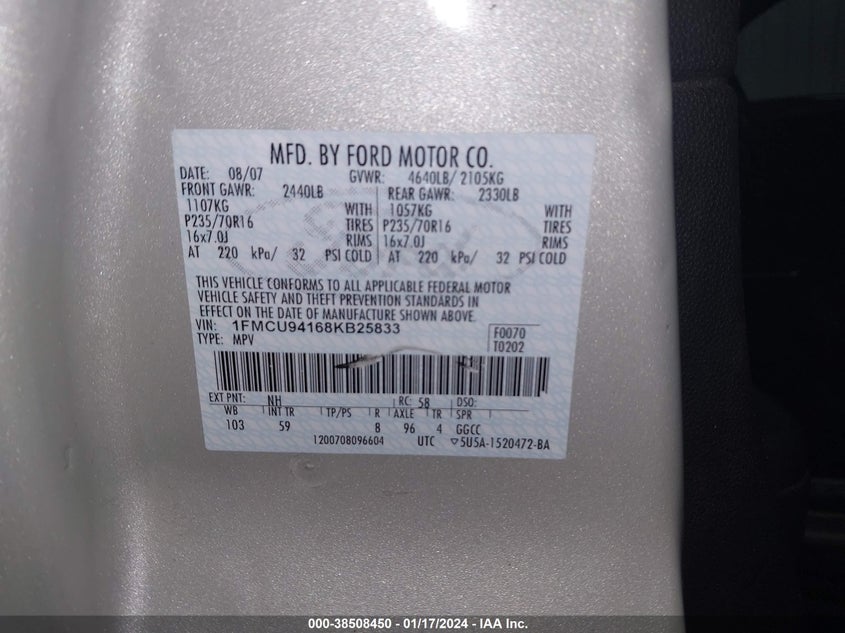 MFD. BY FORD MOTOR CO.
DATE: 08/07 GVWR: 4640LB/ 2105KG
FRONT GAWR: 2440LB REAR GAWR: 2330LB
1107KG WITH 1057KG WITH
P235/70R16 TIRES P235/70R16 TIRES
16x7.0J RIMS 16x7.0J RIMS
AT 220 kPa/ 32 PSI COLD AT 220 kPa/ 32 PSI COLD
THIS VEHICLE CONFORMS TO ALL APPLICABLE FEDERAL MOTOR
VEHICLE SAFETY AND THEFT PREVENTION STANDARDS IN
EFFECT ON THE DATE OF MANUFACTURE SHOWN ABOVE.
VIN: 1FMCU94168KB25833 F0070
TYPE: MPV T0202
EXT PNT: NH RC: 58 DSO:
WB INT TR TP/PS R AXLE TR SPR
103 59 8 96 4 GGCC
1200708096604 UTC ▽5U5A-1520472-BA
000-38508450 - 01/17/2024 - IAA Inc.